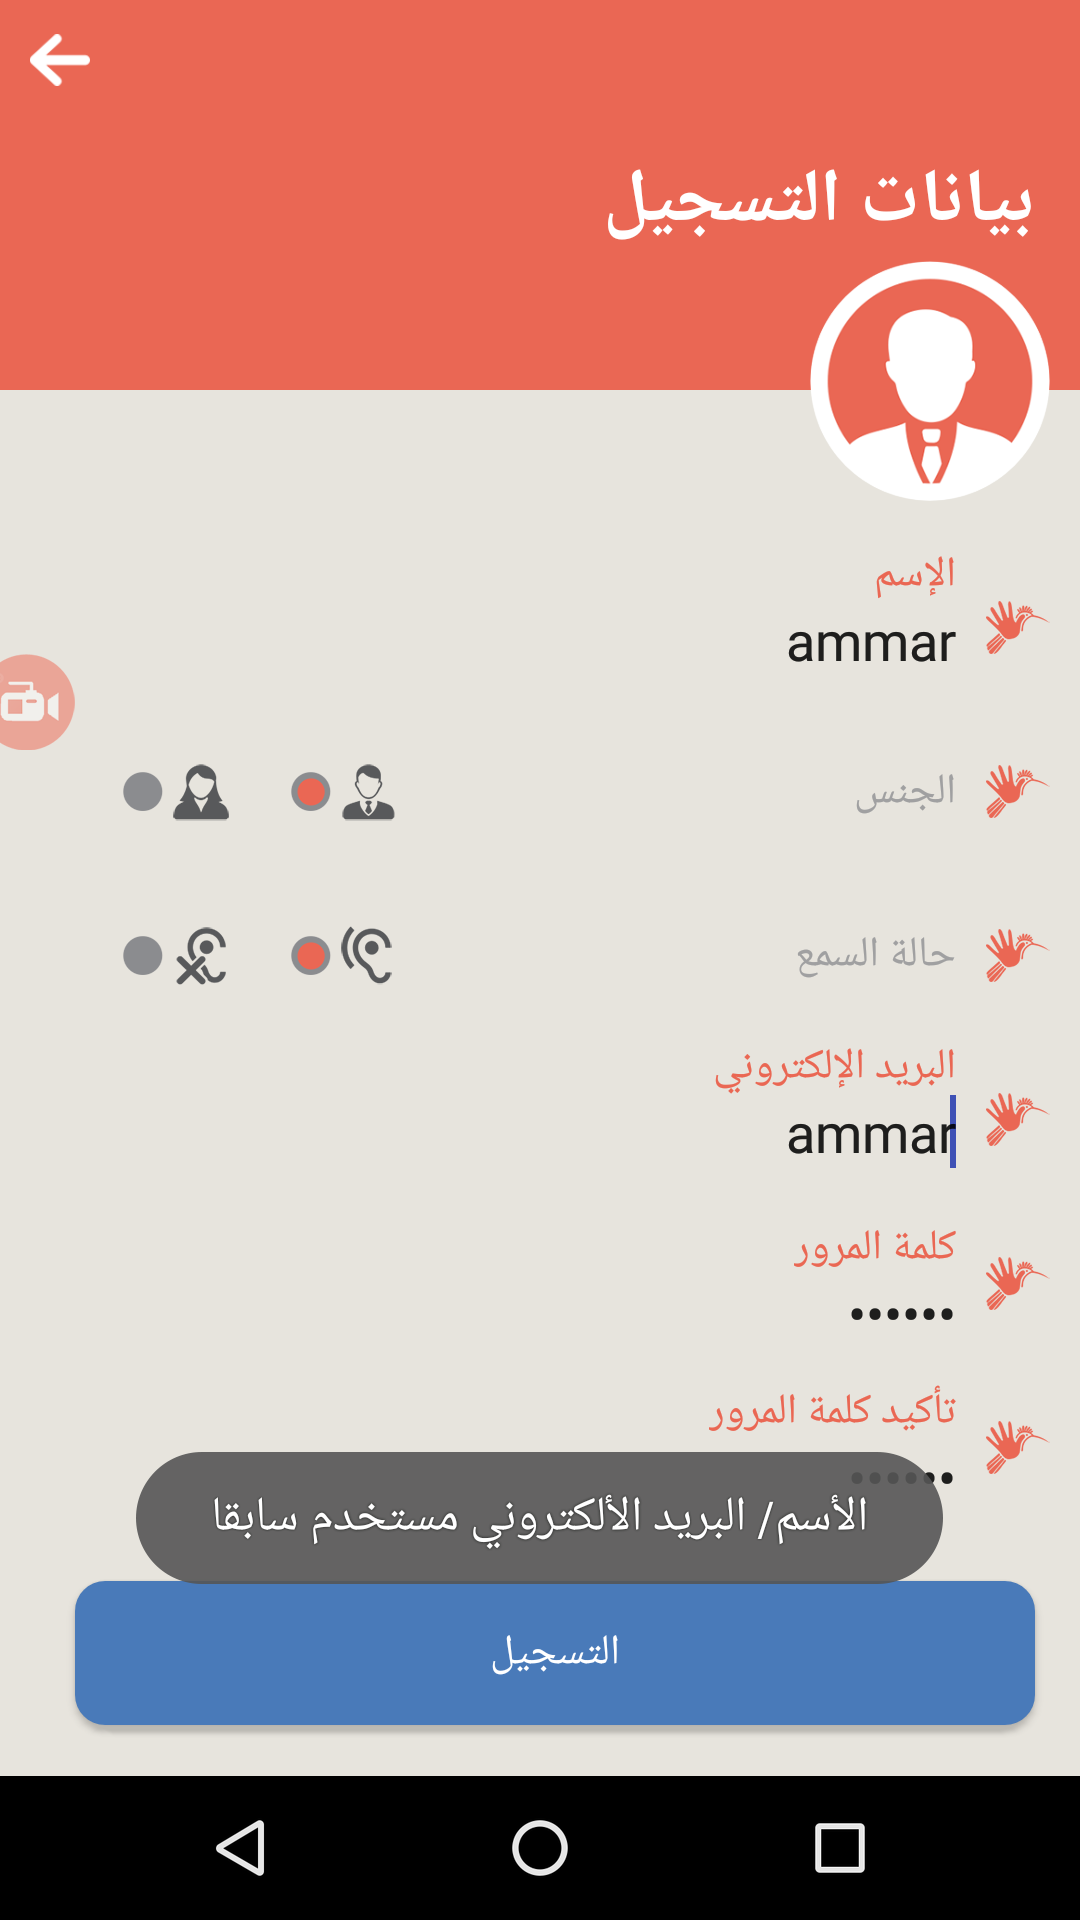 بيانات التسجيل
الإسم
ammar
الجنس
حالة السمع
البريد الإلكتروني
ammar
كلمة المرور
••••••
تأكيد كلمة المرور
••••••
الأسم/ البريد الألكتروني مستخدم سابقا
التسجيل